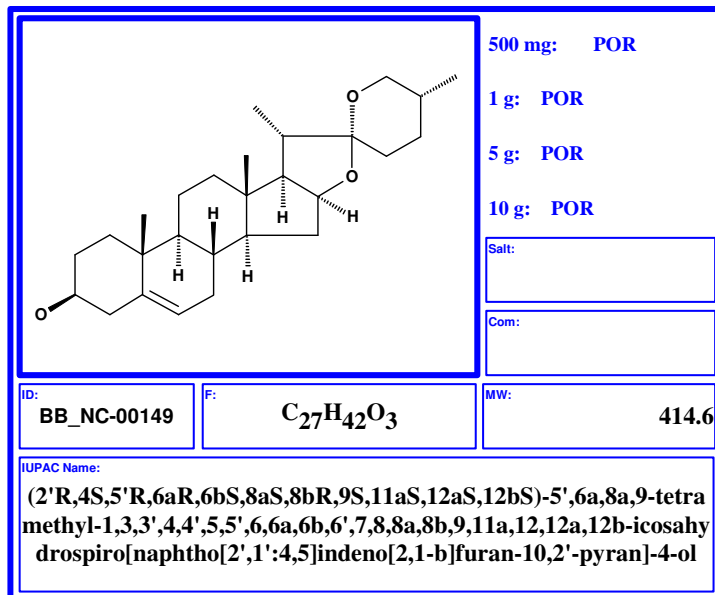 500 mg: POR
1 g: POR
5 g: POR
10 g: POR
O
O
H
H
H
H
H
O
Salt:
Com:
ID:
BB_NC-00149
F:
C27H42O3
MW:
414.6
IUPAC Name:
(2'R,4S,5'R,6aR,6bS,8aS,8bR,9S,11aS,12aS,12bS)-5',6a,8a,9-tetra
methyl-1,3,3',4,4',5,5',6,6a,6b,6',7,8,8a,8b,9,11a,12,12a,12b-icosahy
drospiro[naphtho[2',1':4,5]indeno[2,1-b]furan-10,2'-pyran]-4-ol